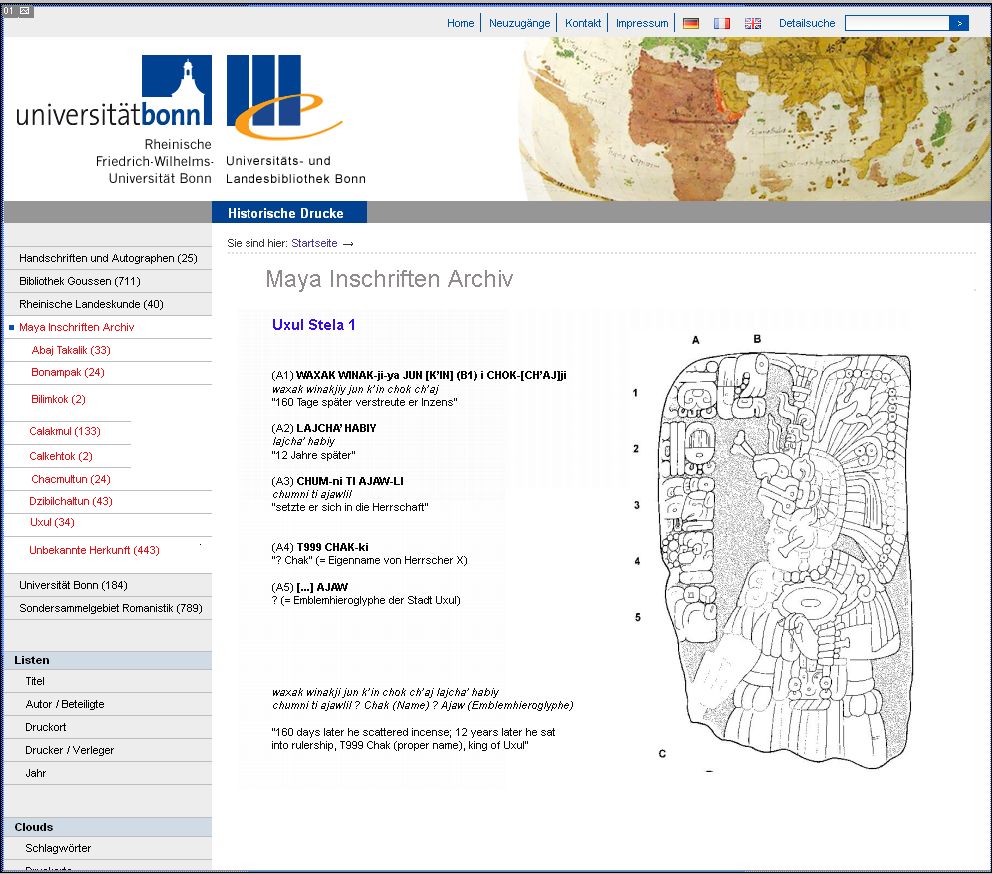 01
Home
Neuzugänge
Kontakt
Impressum
Detailsuche
>
universitätbonn
Rheinische
Friedrich-Wilhelms-
Universität Bonn
Universitäts- und
Landesbibliothek Bonn
Historische Drucke
Sie sind hier: Startseite →
Handschriften und Autographen (25)
Bibliothek Goussen (711)
Rheinische Landeskunde (40)
Maya Inschriften Archiv
Abaj Takalik (33)
Bonampak (24)
Bilimkok (2)
Calakmul (133)
Calkehtok (2)
Chacmultun (24)
Dzibilchaltun (43)
Uxul (34)
Unbekannte Herkunft (443)
Universität Bonn (184)
Sondersammelgebiet Romanistik (789)
Listen
Titel
Autor / Beteiligte
Druckort
Drucker / Verleger
Jahr
Clouds
Schlagwörter
Maya Inschriften Archiv
Uxul Stela 1
(A1) WAXAK WINAK-ji-ya JUN [K'IN] (B1) i CHOK-[CH'AJ]ji
waxak winakjiy jun k'in chok ch'aj
"160 Tage später verstreute er Inzens"
(A2) LAJCHA' HABIY
lajcha' habiy
"12 Jahre später"
(A3) CHUM-ni TI AJAW-LI
chumni ti ajawlil
"setzte er sich in die Herrschaft"
(A4) T999 CHAK-ki
"? Chak" (= Eigenname von Herrscher X)
(A5) [...] AJAW
? (= Emblemhieroglyphe der Stadt Uxul)
waxak winakji jun k'in chok ch'aj lajcha' habiy
chumni ti ajawlil ? Chak (Name) ? Ajaw (Emblemhieroglyphe)
"160 days later he scattered incense; 12 years later he sat
into rulership, T999 Chak (proper name), king of Uxul"
A
B
1
2
3
4
5
C